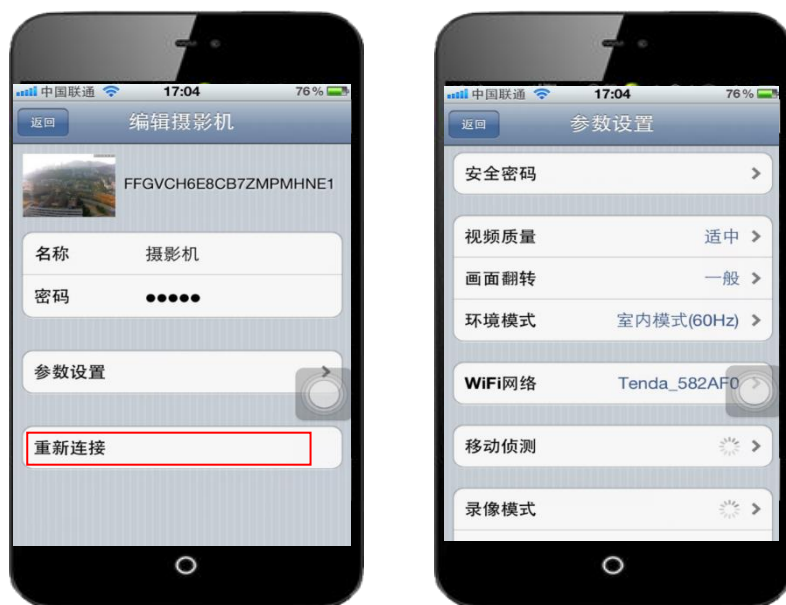 中国联通 17:04 76%
返回 编辑摄影机
FFGVCH6E8CB7ZMPMHNE1
名称 摄影机
密码 ●●●●●
参数设置
重新连接
中国联通 17:04 76%
返回 参数设置
安全密码
视频质量 适中
画面翻转 一般
环境模式 室内模式(60Hz)
WiFi网络 Tenda_582AF0
移动侦测
录像模式